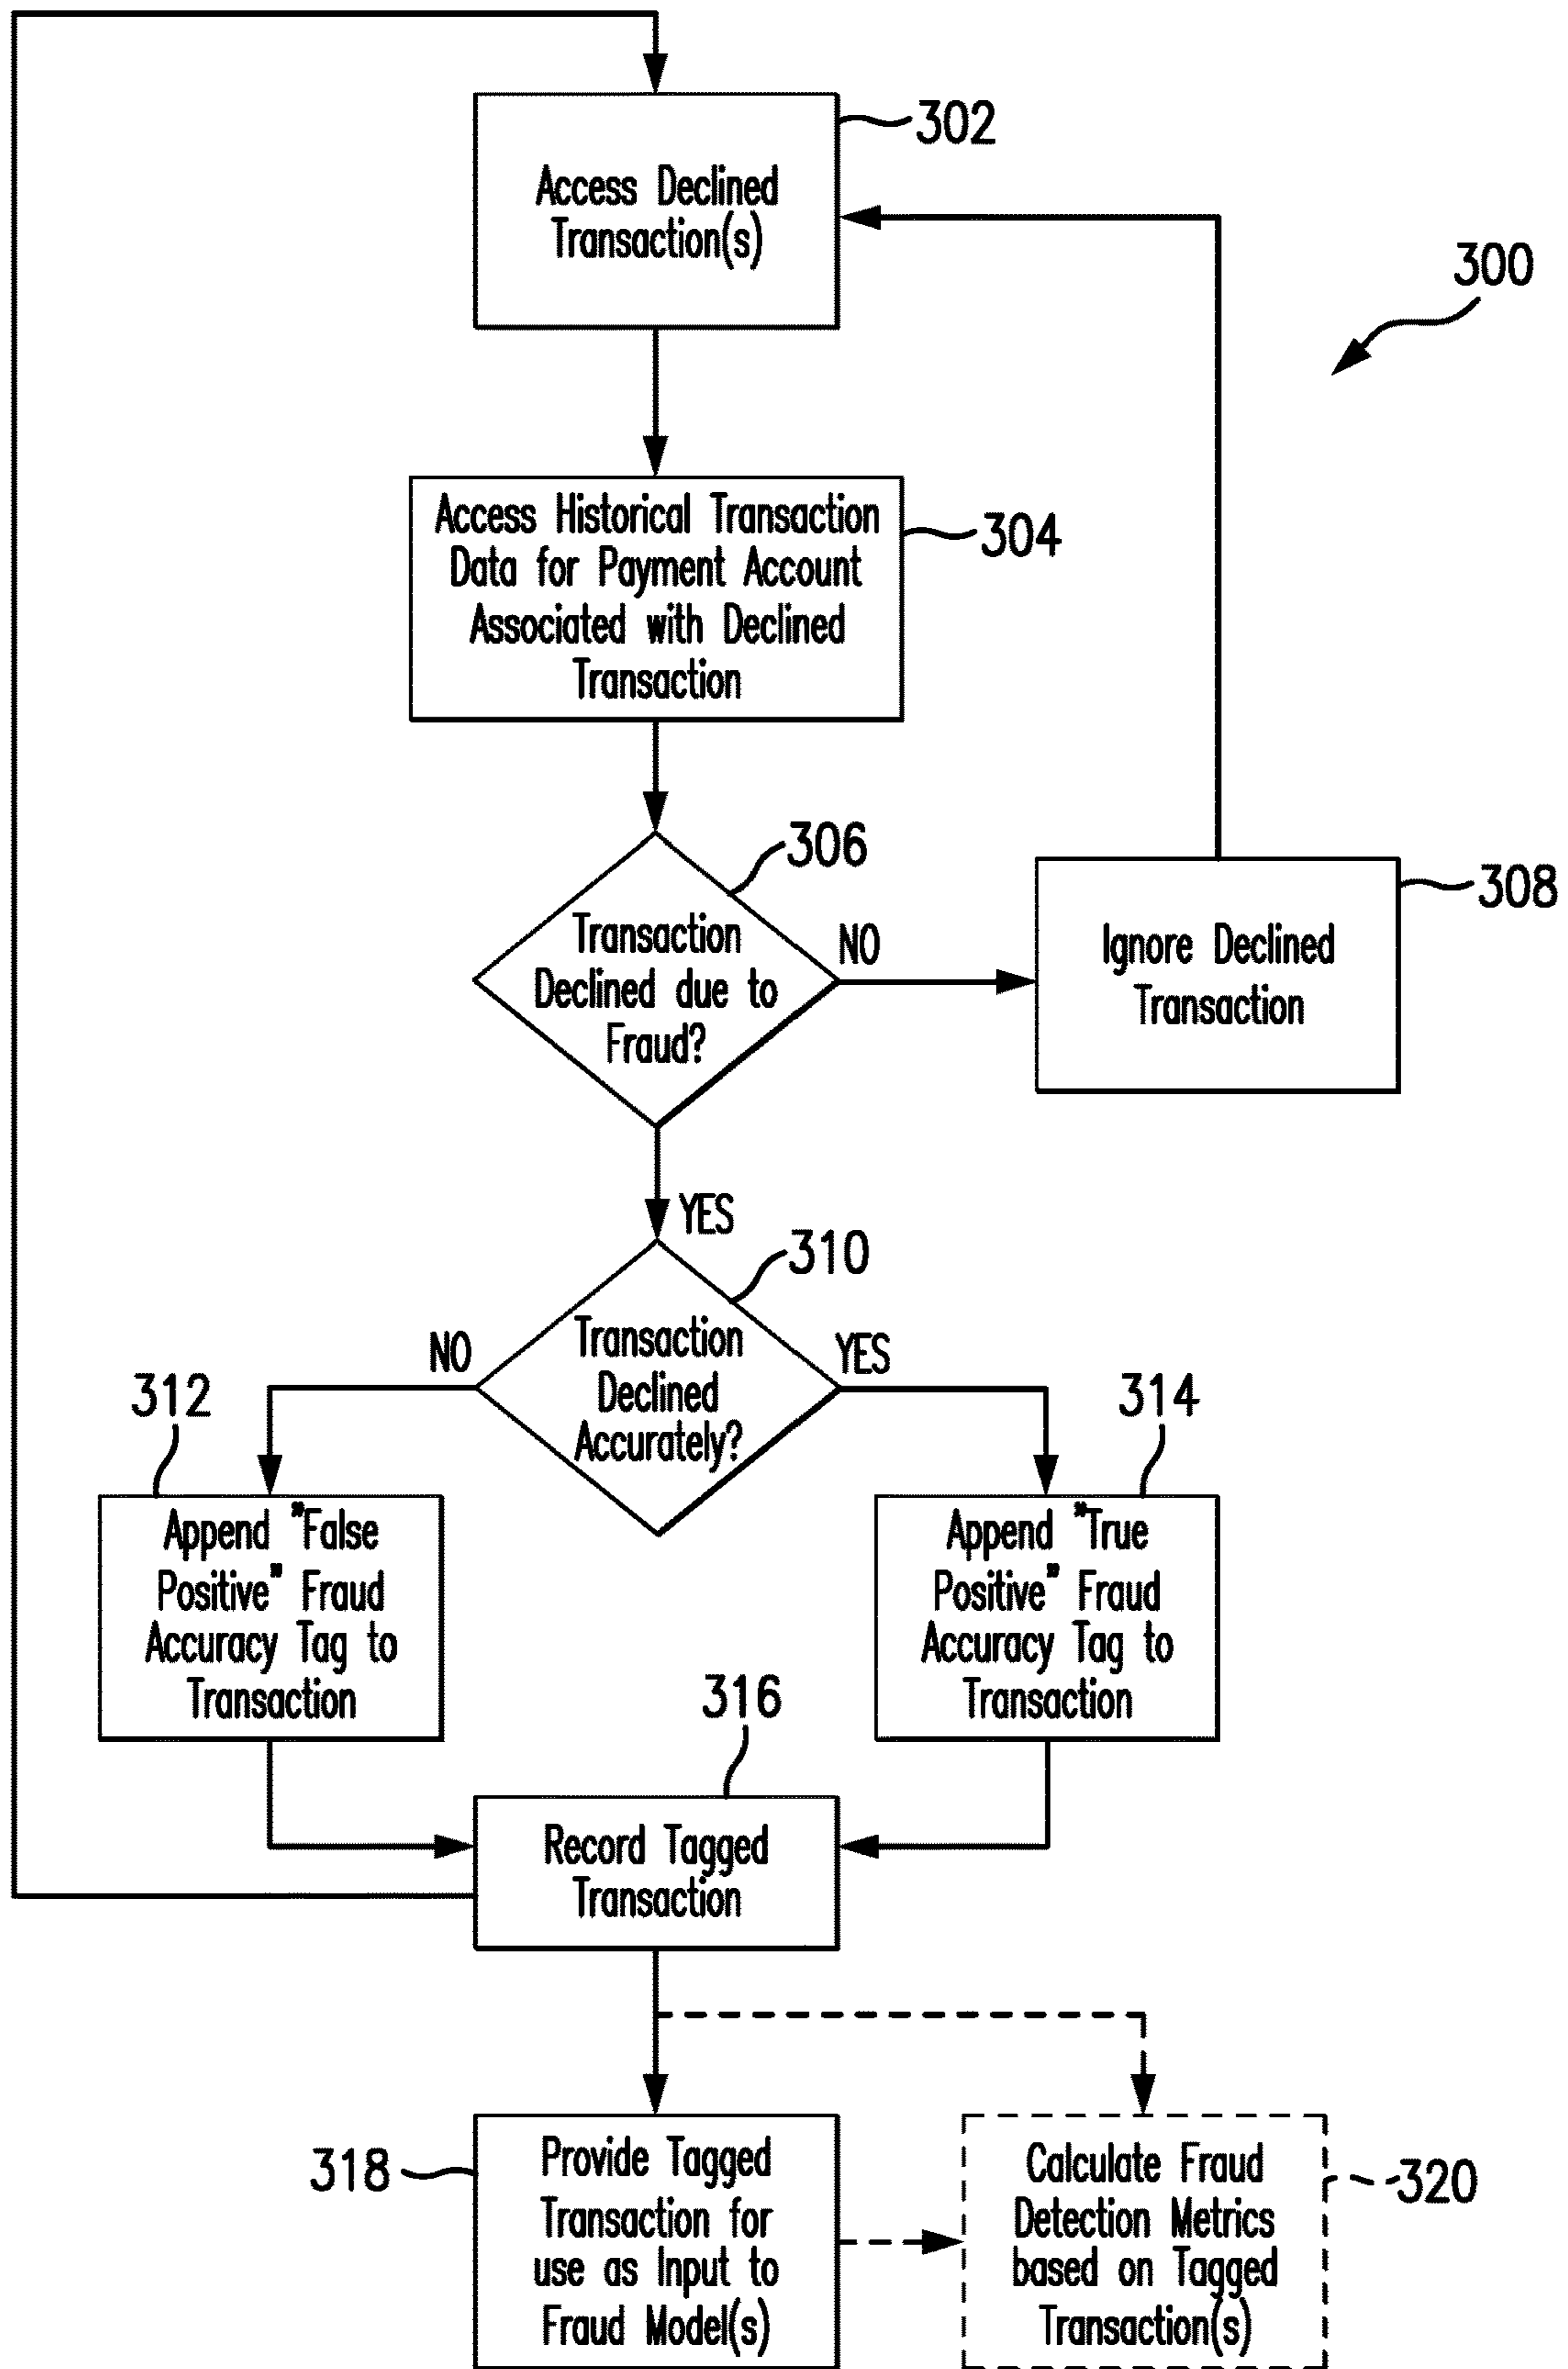 302
Access Declined
Transaction(s)
300
Access Historical Transaction
Data for Payment Account
Associated with Declined
Transaction
304
306
Transaction
Declined due to
Fraud?
NO
308
Ignore Declined
Transaction
YES
310
Transaction
Declined
Accurately?
NO
YES
312
314
Append "False
Positive" Fraud
Accuracy Tag to
Transaction
Append "True
Positive" Fraud
Accuracy Tag to
Transaction
316
Record Tagged
Transaction
318
Provide Tagged
Transaction for
use as Input to
Fraud Model(s)
Calculate Fraud
Detection Metrics
based on Tagged
Transaction(s)
320